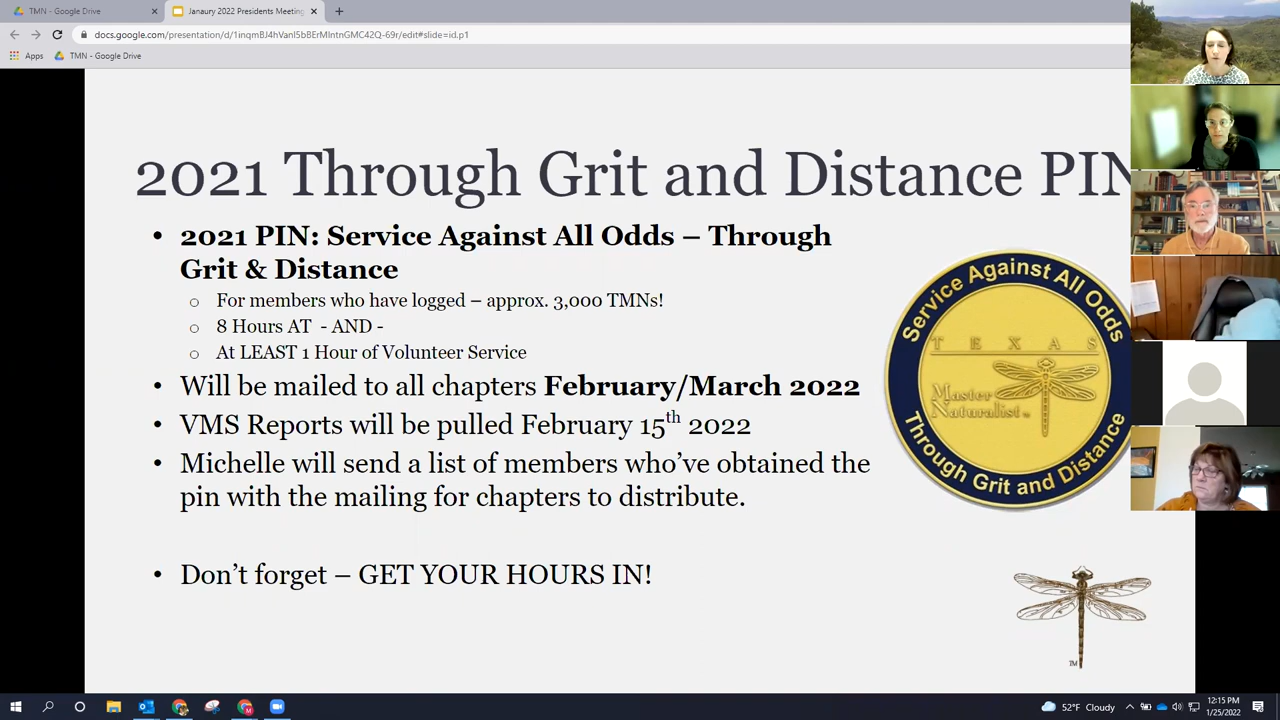 TMN - Google Drive
Janaury 2022 Presidents Meeting
docs.google.com/presentation/d/1inqmBJ4hVanI5bBErMIntnGMC42Q-69r/edit#slide=id.p1
Apps
TMN - Google Drive
2021 Through Grit and Distance PIN
• 2021 PIN: Service Against All Odds – Through
Grit & Distance
o For members who have logged – approx. 3,000 TMNs!
o 8 Hours AT - AND -
o At LEAST 1 Hour of Volunteer Service
• Will be mailed to all chapters February/March 2022
• VMS Reports will be pulled February 15th 2022
• Michelle will send a list of members who’ve obtained the
pin with the mailing for chapters to distribute.
• Don’t forget – GET YOUR HOURS IN!
Service Against All Odds
TEXAS
Master
Naturalist™
Through Grit and Distance
TM
52°F Cloudy
12:15 PM
1/25/2022